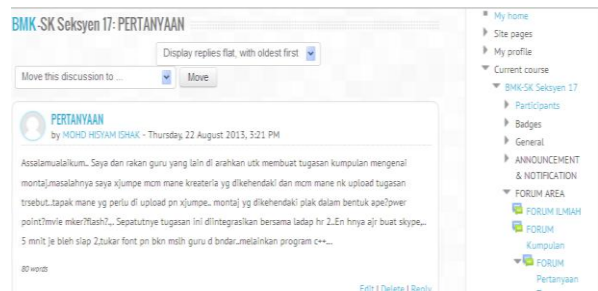 BMK-SK Seksyen 17: PERTANYAAN
Display replies flat, with oldest first
Move this discussion to ...
Move
PERTANYAAN
by MOHD HISYAM ISHAK - Thursday, 22 August 2013, 3:21 PM
Assalamualaikum.. Saya dan rakan guru yang lain di arahkan utk membuat tugasan kumpulan mengenai
montaj.masalahnya saya xjumpe mcm mane kreateria yg dikehendaki dan mcm mane nk upload tugasan
trsebut..tapak mane yg perlu di upload pn xjumpe.. montaj yg dikehendaki plak dalam bentuk ape?pwer
point?mvie mker?flash?,.. Sepatutnye tugasan ini diintegrasikan bersama ladap hr 2..En hnya ajr buat skype,..
5 mnit je bleh siap 2,tukar font pn bkn msih guru d bndar..melainkan program c++...
80 words
Edit | Delete | Reply
My home
Site pages
My profile
Current course
BMK-SK Seksyen 17
Participants
Badges
General
ANNOUNCEMENT
& NOTIFICATION
FORUM AREA
FORUM ILMIAH
FORUM
Kumpulan
FORUM
Pertanyaan